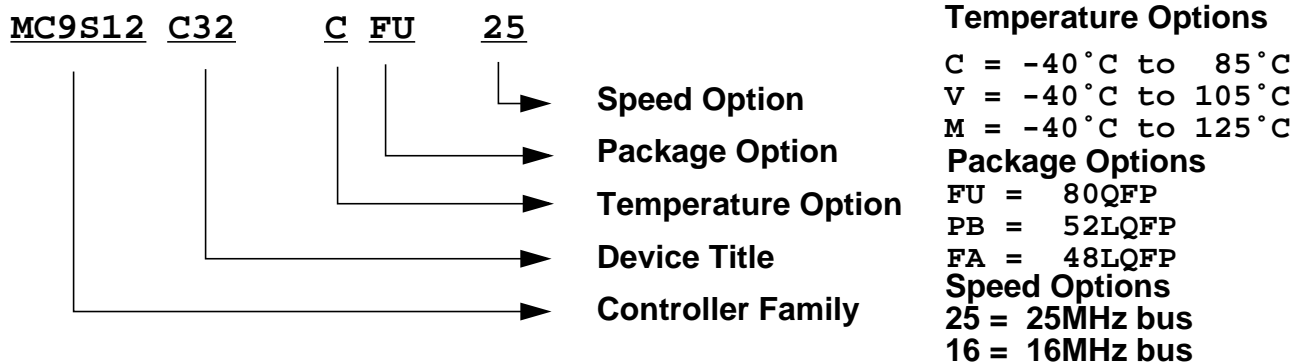 MC9S12 C32 C FU 25
Speed Option
Package Option
Temperature Option
Device Title
Controller Family
Temperature Options
C = -40˚C to 85˚C
V = -40˚C to 105˚C
M = -40˚C to 125˚C
Package Options
FU = 80QFP
PB = 52LQFP
FA = 48LQFP
Speed Options
25 = 25MHz bus
16 = 16MHz bus